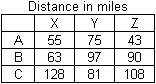 Distance in miles
X Y Z
A 55 75 43
B 63 97 90
C 128 81 108